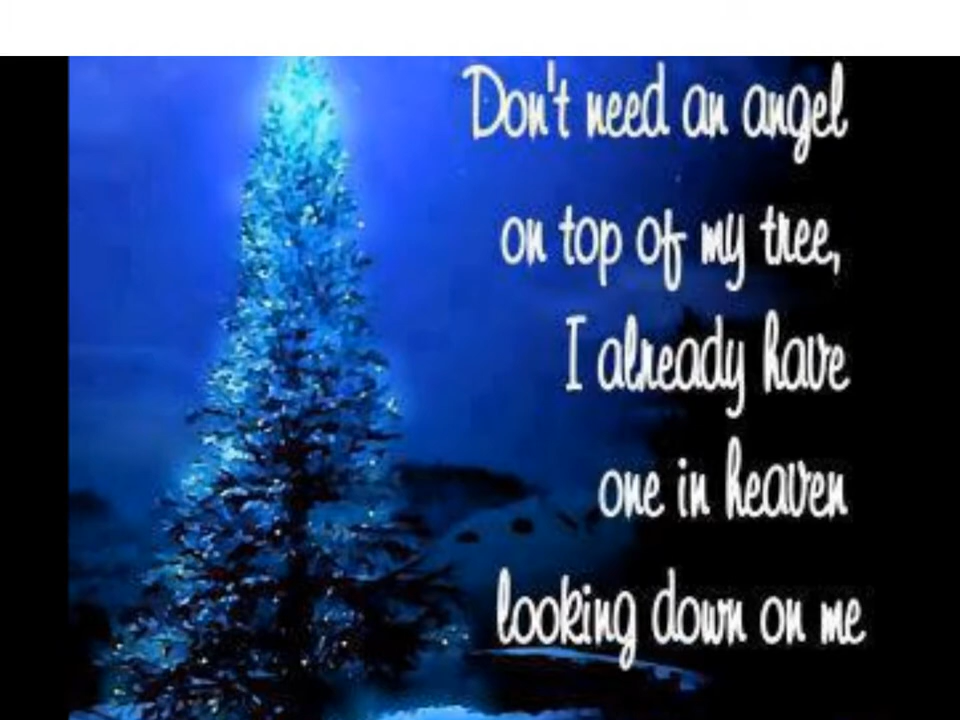 Don't need an angel
on top of my tree,
I already have
one in heaven
looking down on me